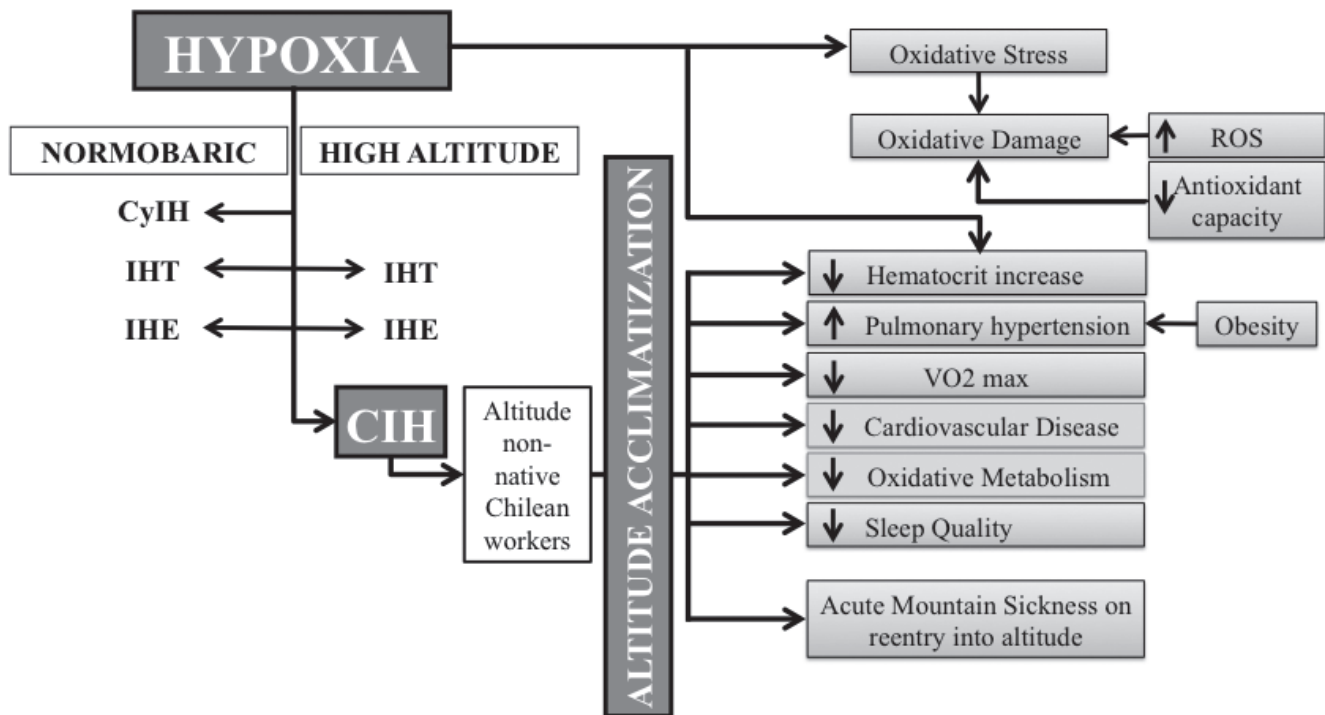 HYPOXIA
NORMOBARIC
HIGH ALTITUDE
CyIH
IHT
IHT
IHE
IHE
CIH
Altitude
non-
native
Chilean
workers
ALTITUDE ACCLIMATIZATION
Oxidative Stress
Oxidative Damage
ROS
Antioxidant
capacity
Hematocrit increase
Pulmonary hypertension
Obesity
VO2 max
Cardiovascular Disease
Oxidative Metabolism
Sleep Quality
Acute Mountain Sickness on
reentry into altitude